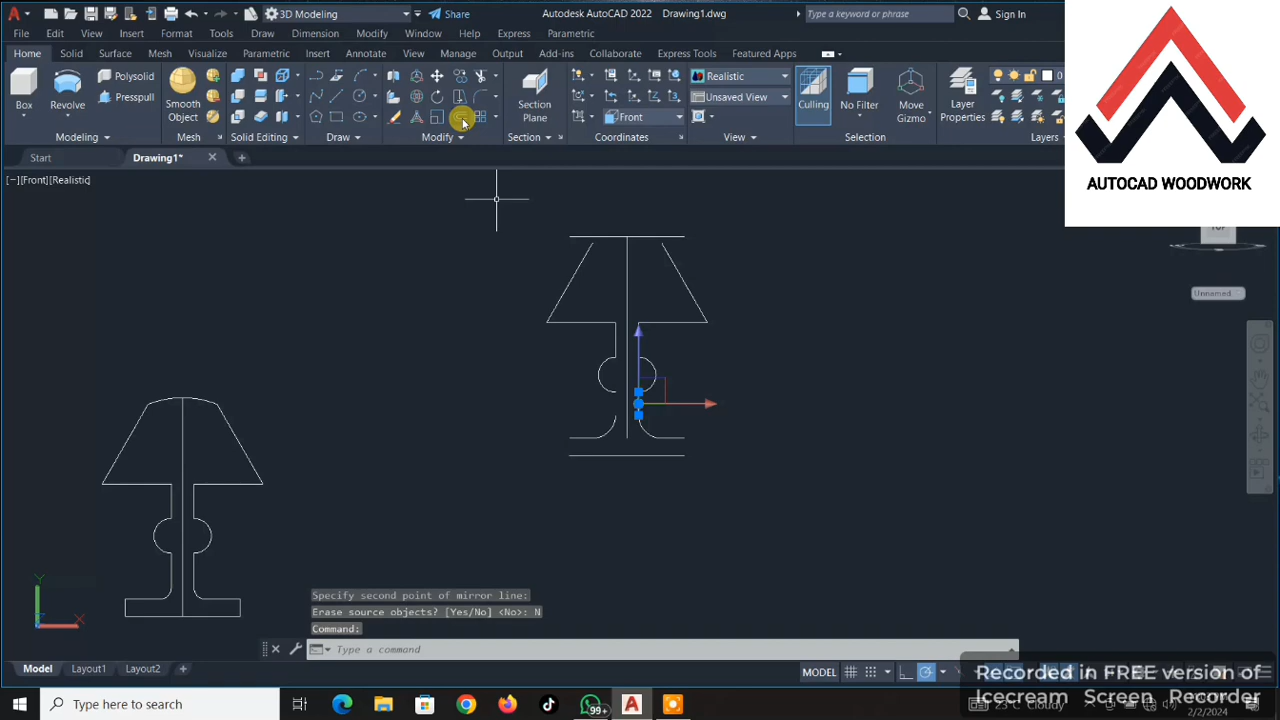 3D Modeling
Share
Autodesk AutoCAD 2022 Drawing1.dwg
Type a keyword or phrase
Sign In
File Edit View Insert Format Tools Draw Dimension Modify Window Help Express Parametric
Home Solid Surface Mesh Visualize Parametric Insert Annotate View Manage Output Add-ins Collaborate Express Tools Featured Apps
Polysolid
Presspull
Box Revolve
Smooth
Object
Section
Plane
Realistic
Unsaved View
Front
Culling No Filter
Move
Gizmo
Layer
Properties
0
Modeling Mesh Solid Editing Draw Modify Section Coordinates View Selection Layers
AUTOCAD WOODWORK
Start Drawing1*
[−][Front][Realistic]
TOP
Unnamed
Y
X
Specify second point of mirror line:
Erase source objects? [Yes/No] <No>: N
Command:
Type a command
Model Layout1 Layout2
MODEL
Recorded in FREE version of
Icecream Screen Recorder
Type here to search
99+
23°C Cloudy
2/2/2024